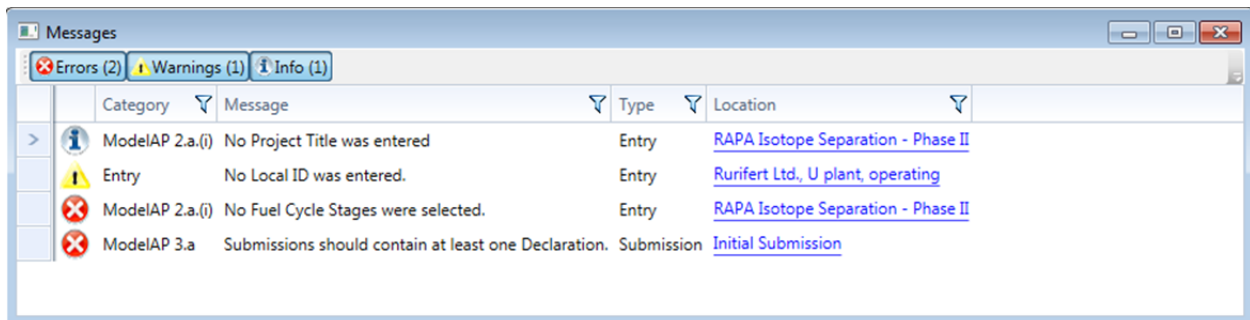 Messages
Errors (2) Warnings (1) Info (1)
Category Message Type Location
ModelAP 2.a.(i) No Project Title was entered Entry RAPA Isotope Separation - Phase II
Entry No Local ID was entered. Entry Rurifert Ltd., U plant, operating
ModelAP 2.a.(i) No Fuel Cycle Stages were selected. Entry RAPA Isotope Separation - Phase II
ModelAP 3.a Submissions should contain at least one Declaration. Submission Initial Submission